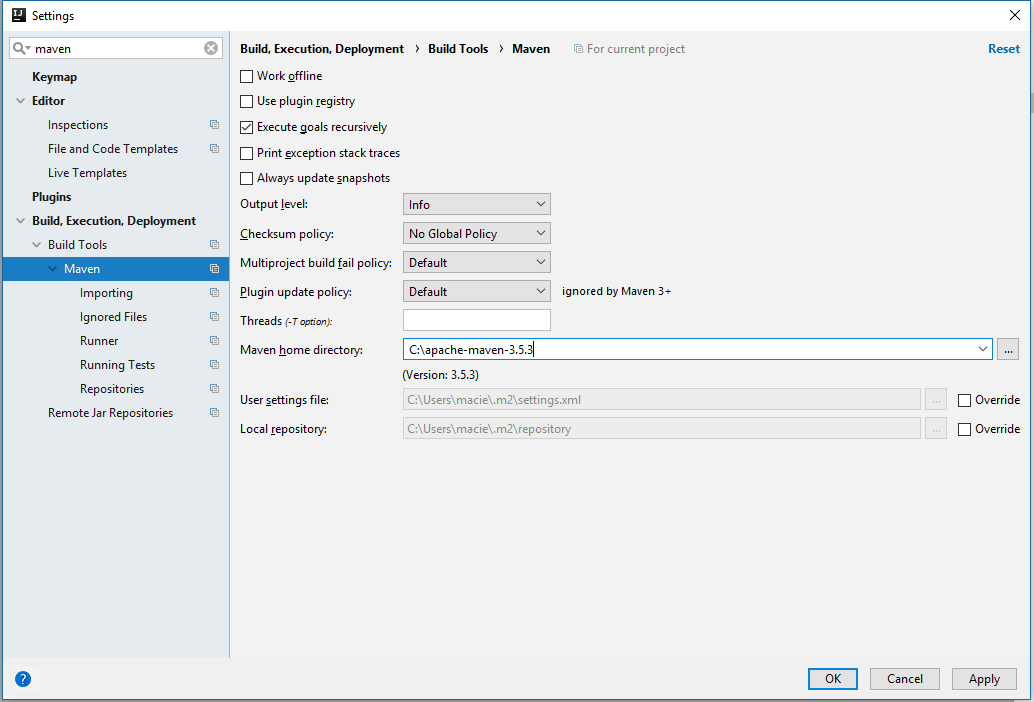 IJ Settings
maven
Keymap
Editor
Inspections
File and Code Templates
Live Templates
Plugins
Build, Execution, Deployment
Build Tools
Maven
Importing
Ignored Files
Runner
Running Tests
Repositories
Remote Jar Repositories
Build, Execution, Deployment › Build Tools › Maven For current project Reset
Work offline
Use plugin registry
Execute goals recursively
Print exception stack traces
Always update snapshots
Output level: Info
Checksum policy: No Global Policy
Multiproject build fail policy: Default
Plugin update policy: Default ignored by Maven 3+
Threads (-T option):
Maven home directory: C:\apache-maven-3.5.3 ...
(Version: 3.5.3)
User settings file: C:\Users\macie\.m2\settings.xml ... Override
Local repository: C:\Users\macie\.m2\repository ... Override
? OK Cancel Apply